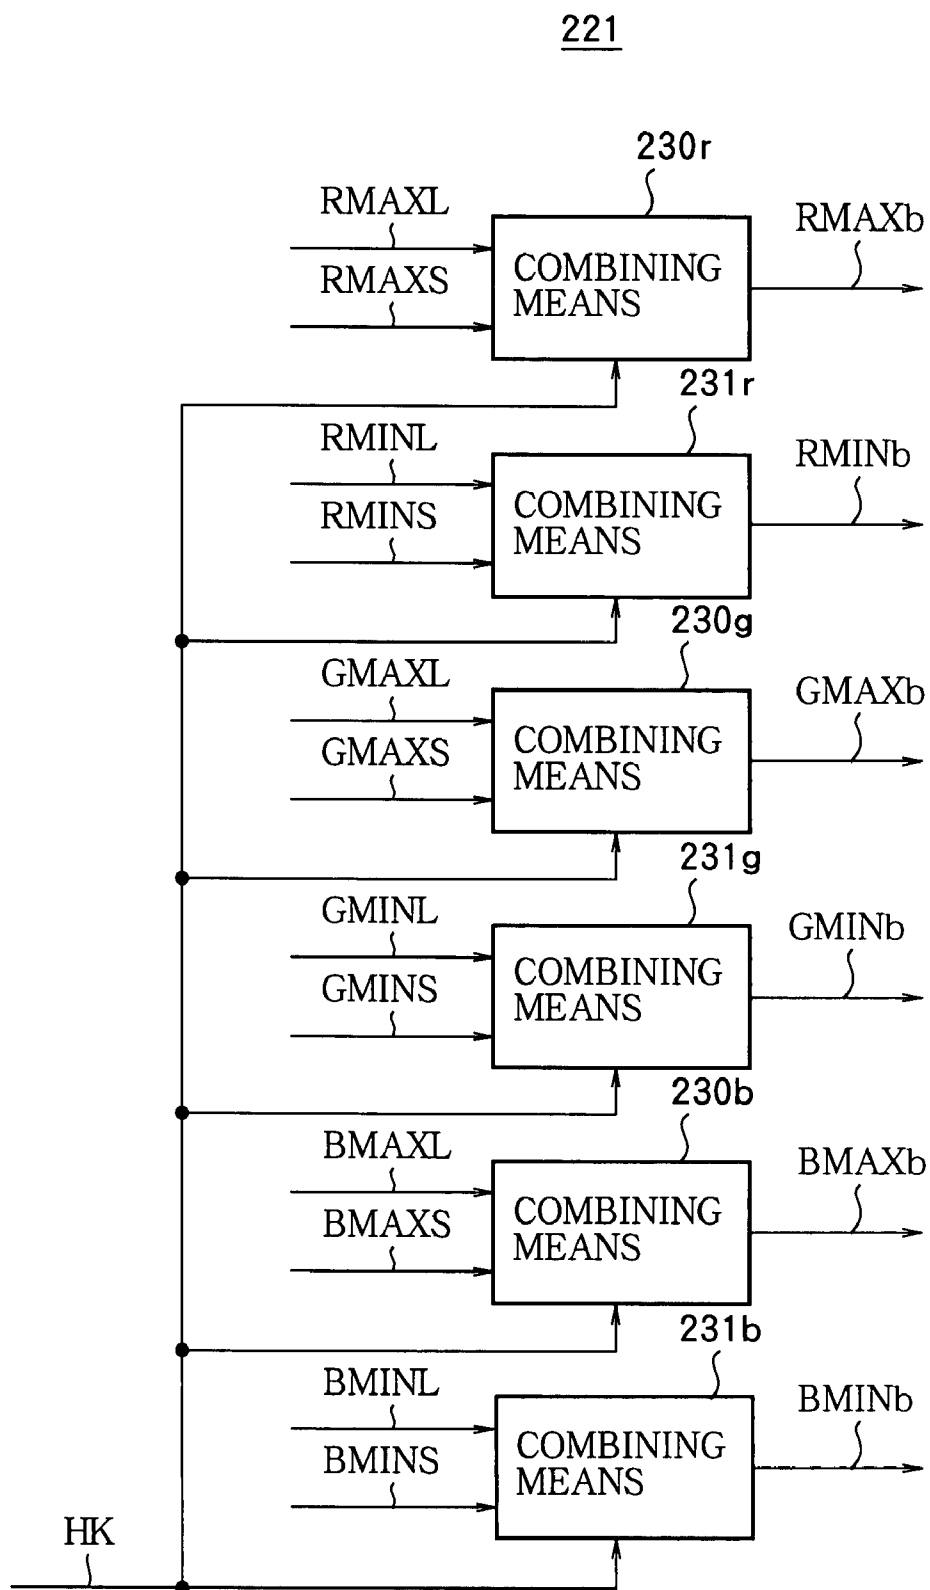 221
230r
RMAXL
RMAXS
COMBINING
MEANS
RMAXb
231r
RMINL
RMINS
COMBINING
MEANS
RMINb
230g
GMAXL
GMAXS
COMBINING
MEANS
GMAXb
231g
GMINL
GMINS
COMBINING
MEANS
GMINb
230b
BMAXL
BMAXS
COMBINING
MEANS
BMAXb
231b
BMINL
BMINS
COMBINING
MEANS
BMINb
HK